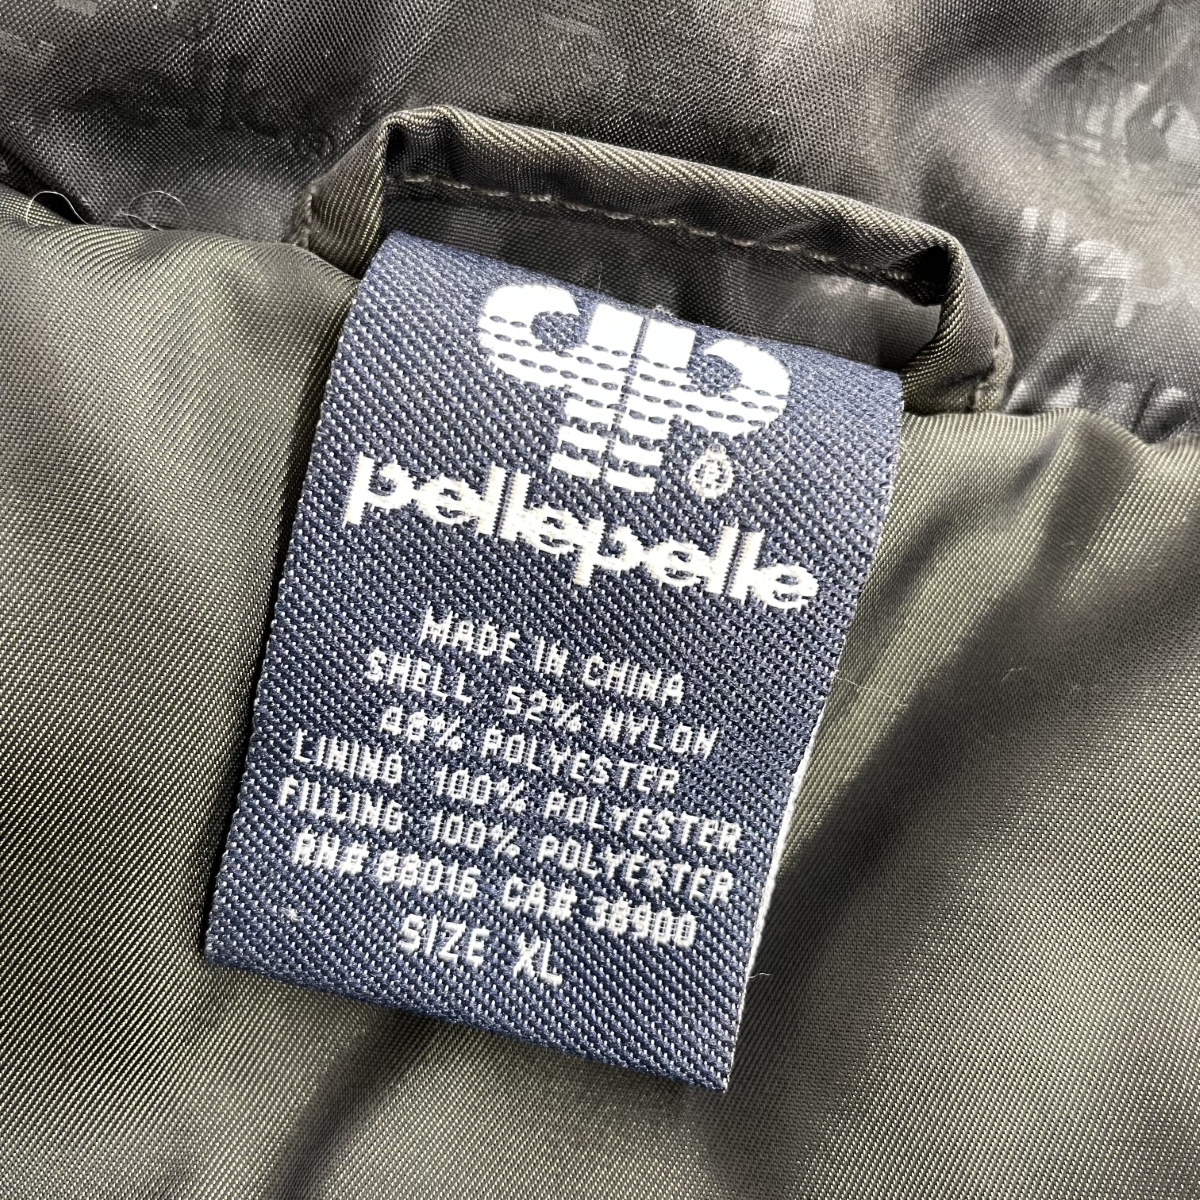 pelle
®
pellepelle
MADE IN CHINA
SHELL 52% NYLON
48% POLYESTER
LINING 100% POLYESTER
FILLING 100% POLYESTER
RN# 88016 CA# 38900
SIZE XL